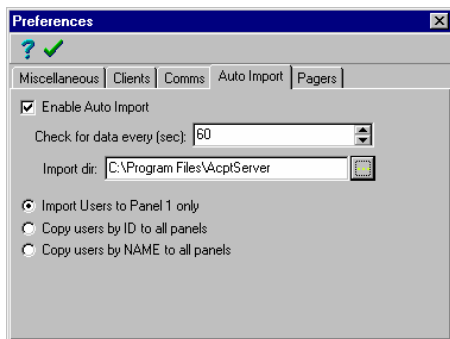 Preferences
Miscellaneous Clients Comms Auto Import Pagers
Enable Auto Import
Check for data every (sec): 60
Import dir: C:\Program Files\AcptServer
Import Users to Panel 1 only
Copy users by ID to all panels
Copy users by NAME to all panels